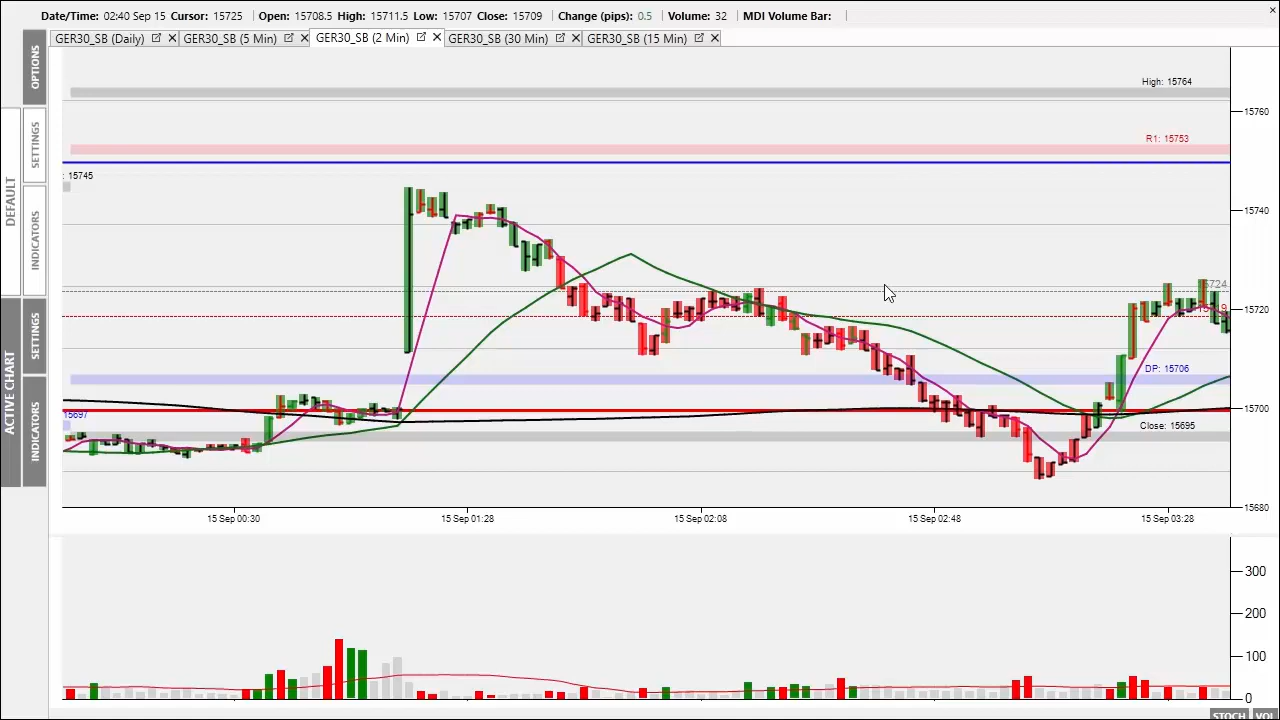 Date/Time: 02:40 Sep 15 Cursor: 15725 Open: 15708.5 High: 15711.5 Low: 15707 Close: 15709 Change (pips): 0.5 Volume: 32 MDI Volume Bar:
GER30_SB (Daily) GER30_SB (5 Min) GER30_SB (2 Min) GER30_SB (30 Min) GER30_SB (15 Min)
OPTIONS
SETTINGS
DEFAULT
INDICATORS
SETTINGS
ACTIVE CHART
INDICATORS
High: 15764
15760
R1: 15753
: 15745
15740
15724
15720
DP: 15706
15700
15697
Close: 15695
15680
15 Sep 00:30 15 Sep 01:28 15 Sep 02:08 15 Sep 02:48 15 Sep 03:28
300
200
100
0
STOCH VOL